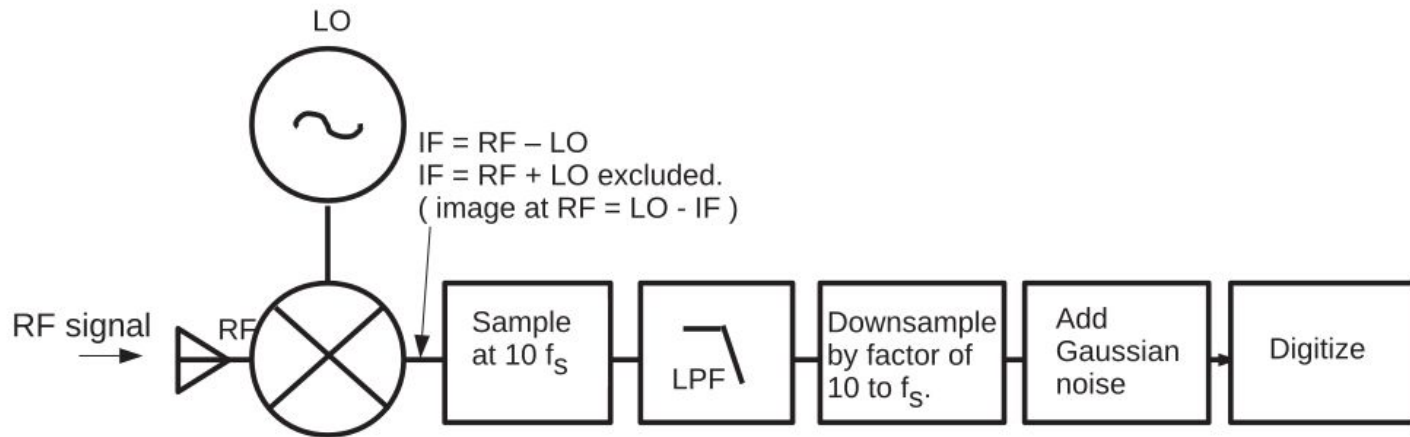 LO
IF = RF – LO
IF = RF + LO excluded.
( image at RF = LO - IF )
RF signal
RF
Sample
at 10 fs
LPF
Downsample
by factor of
10 to fs.
Add
Gaussian
noise
Digitize